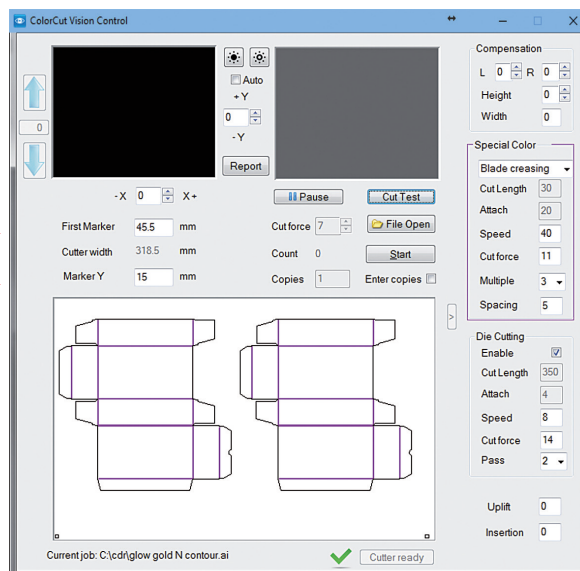 ColorCut Vision Control
Compensation
L 0 R 0
Height 0
Width 0
Auto
+ Y
0
0
- Y
Report
- X 0 X +
Pause
Cut Test
First Marker 45.5 mm
Cut force 7
File Open
Cutter width 318.5 mm
Count 0
Start
Marker Y 15 mm
Copies 1
Enter copies
Special Color
Blade creasing
Cut Length 30
Attach 20
Speed 40
Cut force 11
Multiple 3
Spacing 5
>
Die Cutting
Enable
Cut Length 350
Attach 4
Speed 8
Cut force 14
Pass 2
Uplift 0
Insertion 0
Current job: C:\cdr\glow gold N contour.ai
Cutter ready